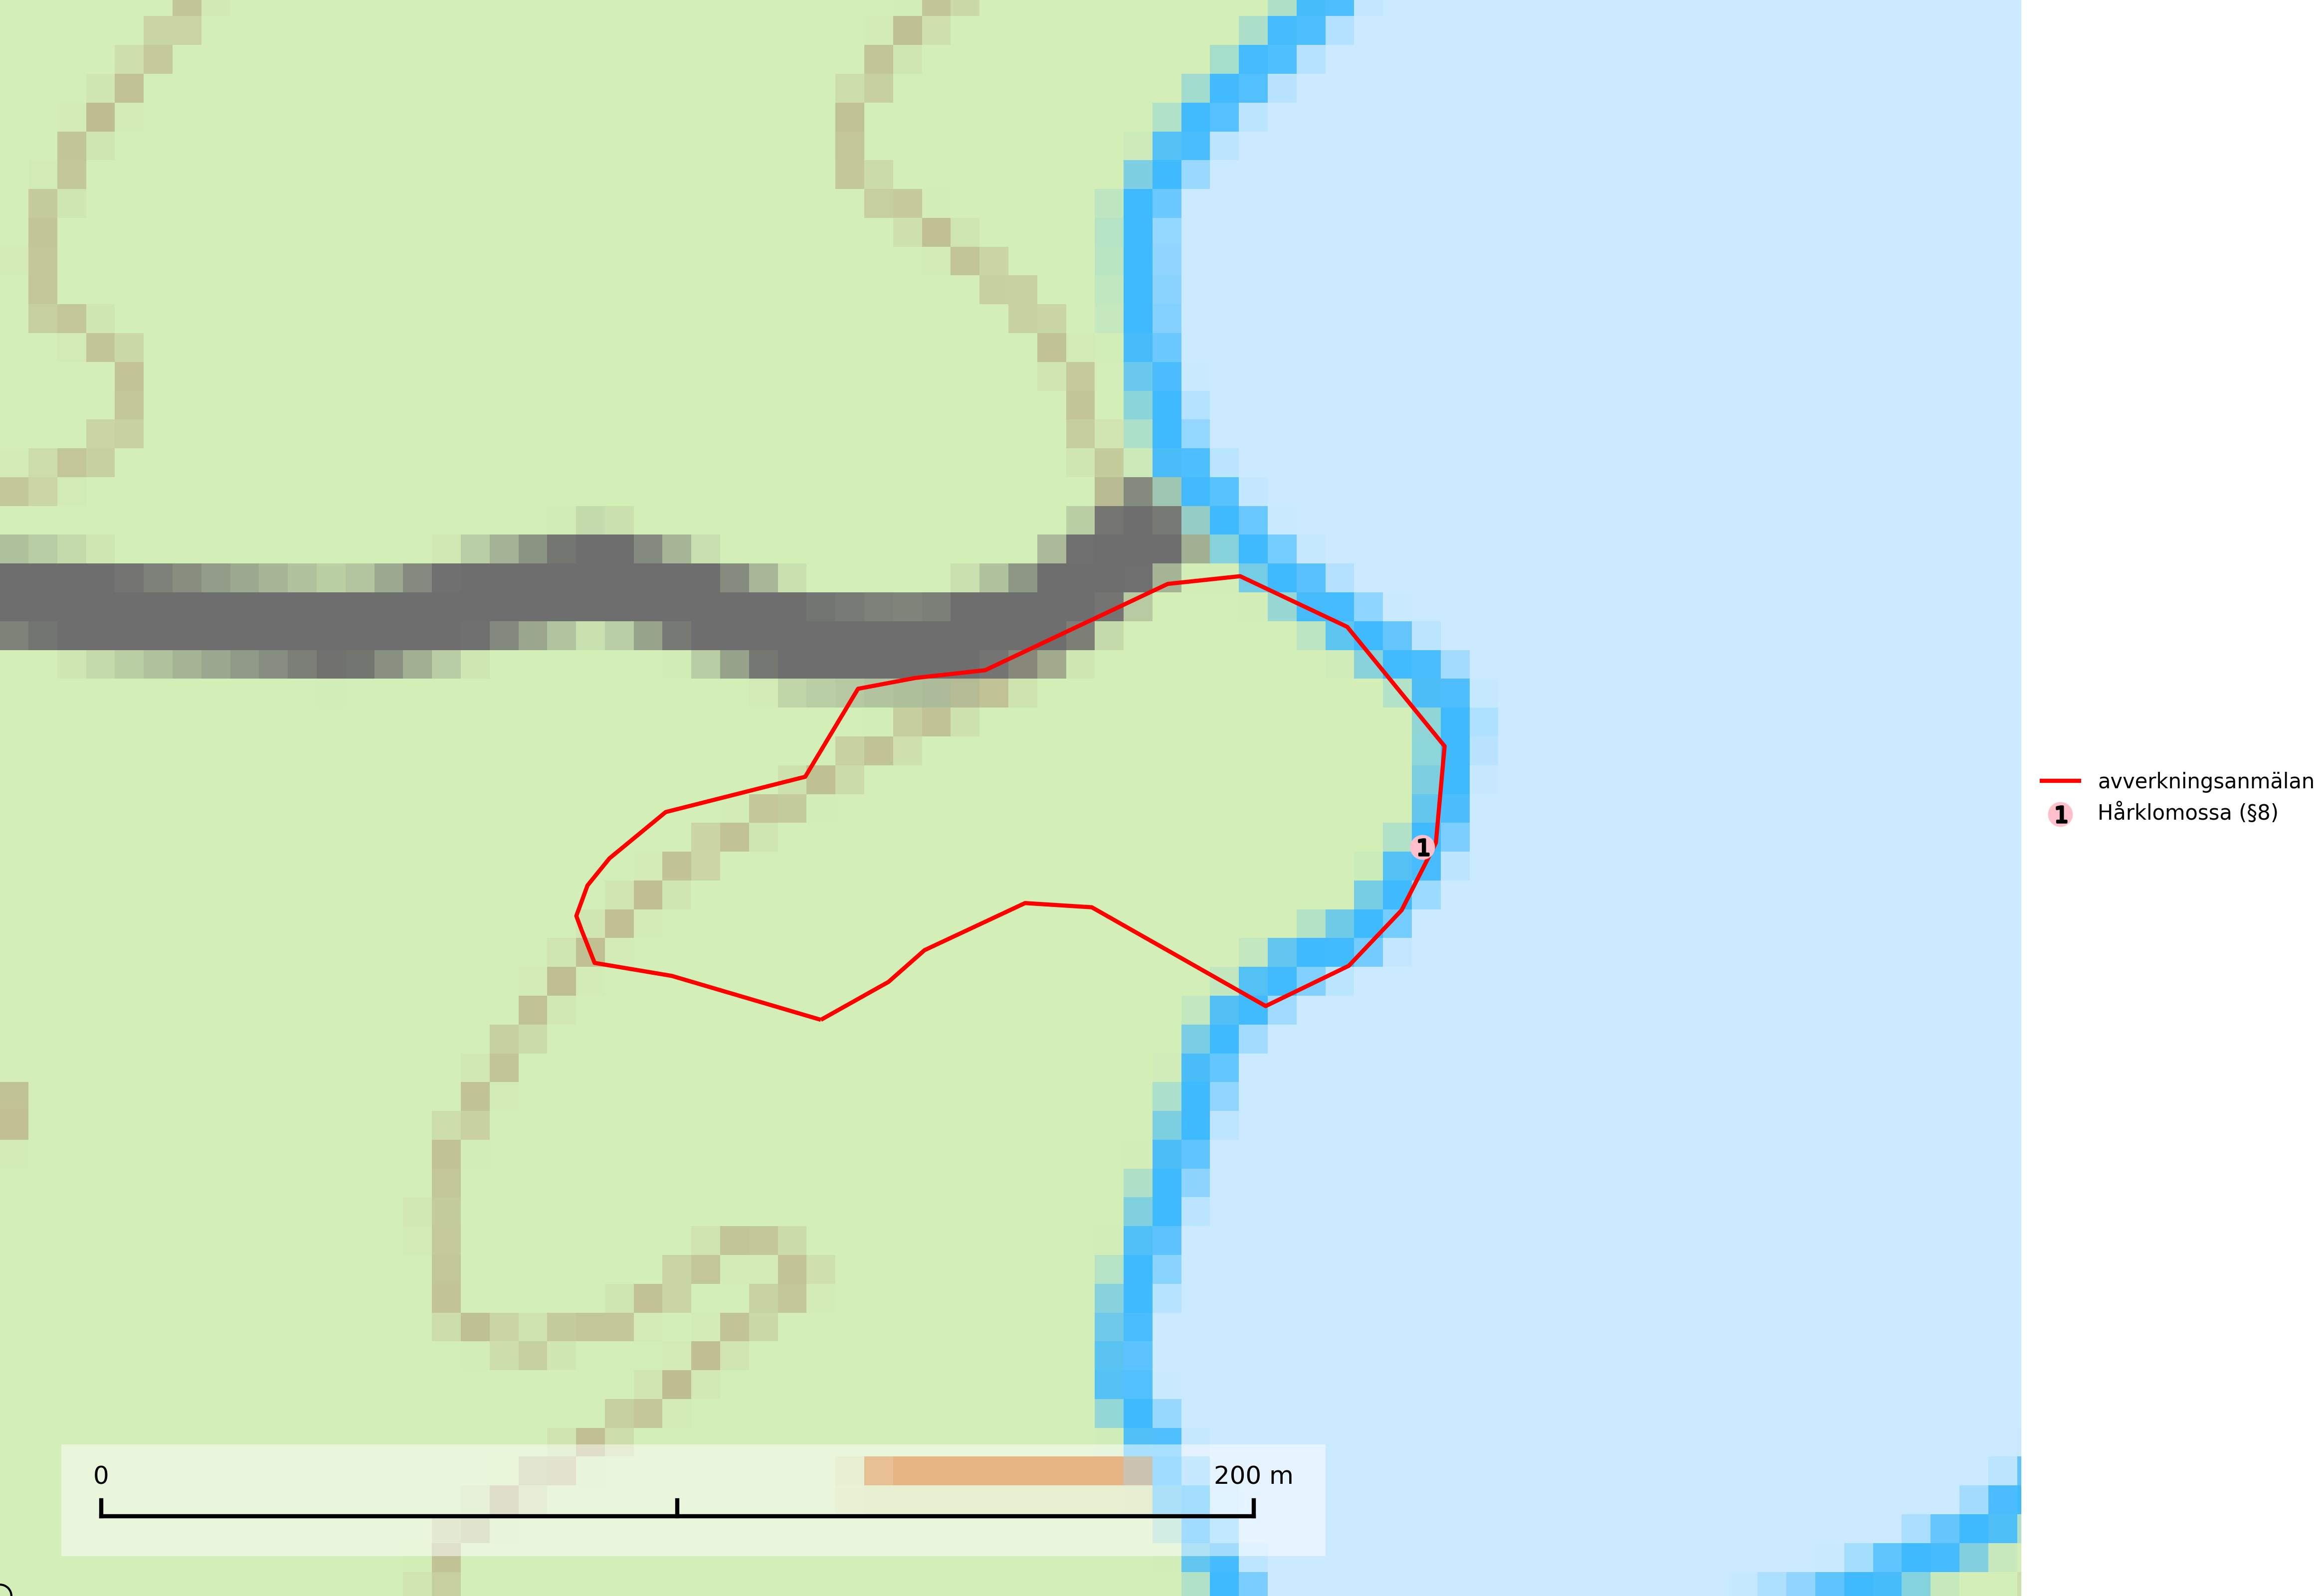 avverkningsanmälan
1 Hårklomossa (§8)
1
0 200 m